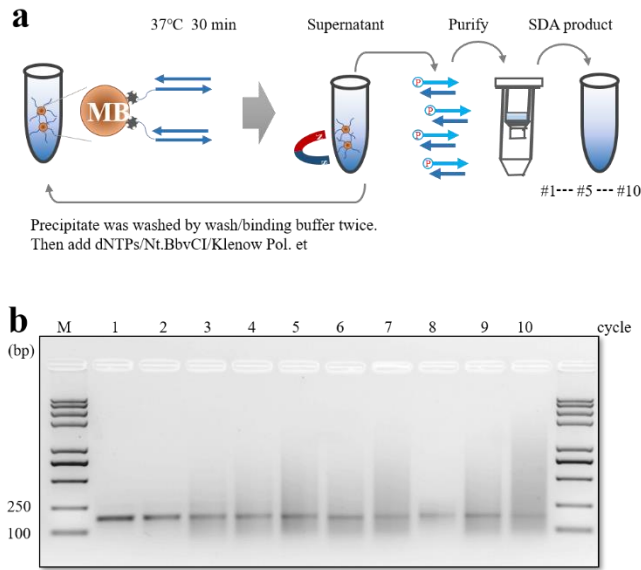 a
37℃ 30 min
Supernatant
Purify
SDA product
MB
P
P
P
P
#1--- #5 --- #10
Precipitate was washed by wash/binding buffer twice.
Then add dNTPs/Nt.BbvCI/Klenow Pol. et
b
M 1 2 3 4 5 6 7 8 9 10 cycle
(bp)
250
100